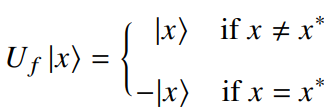 U_f |x⟩ = { |x⟩ if x ≠ x*
−|x⟩ if x = x*